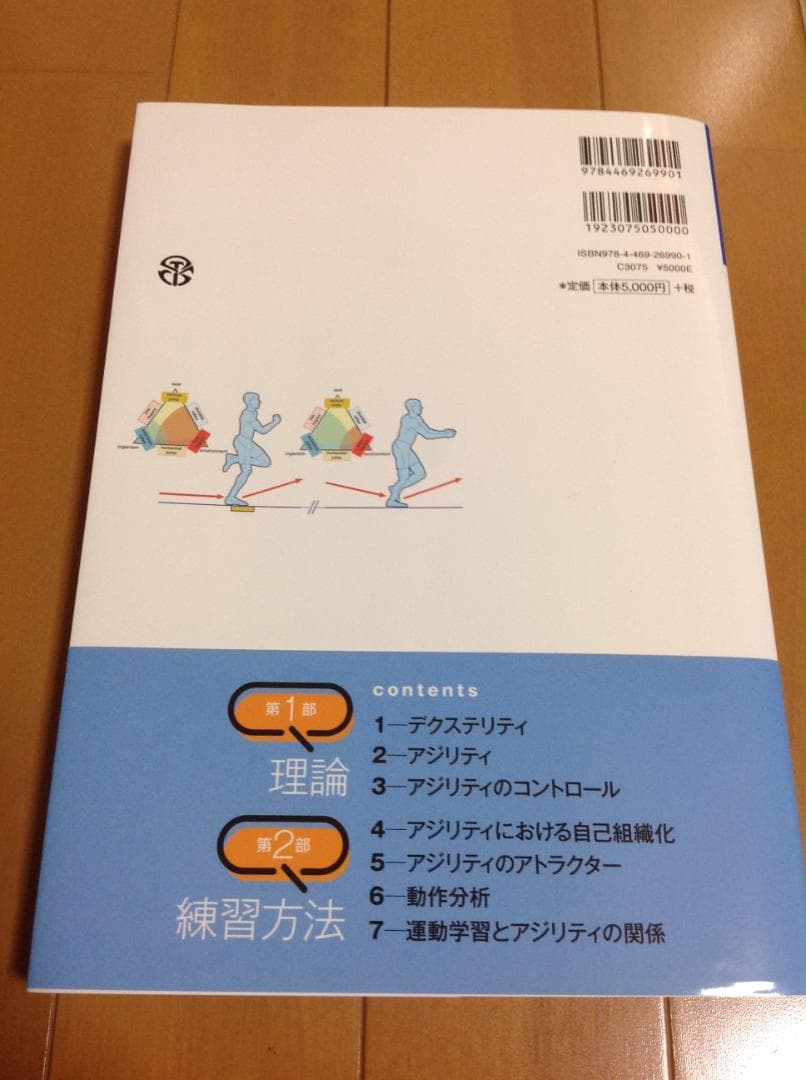 9784469269901
1923075050000
ISBN978-4-469-26990-1
C3075 ¥5000E
*定価 本体5,000円 +税
organism
environment
organism
environment
contents
第1部
理論
1―デクステリティ
2―アジリティ
3―アジリティのコントロール
第2部
練習方法
4―アジリティにおける自己組織化
5―アジリティのアトラクター
6―動作分析
7―運動学習とアジリティの関係